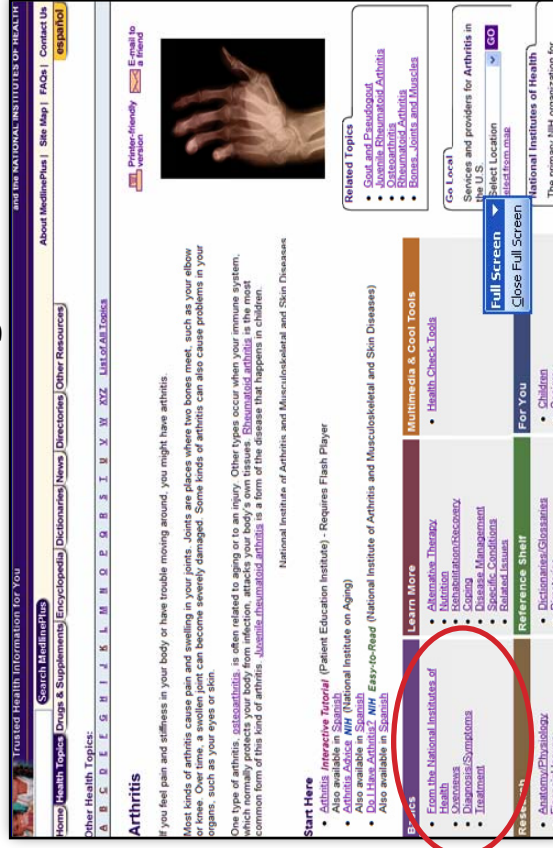 Trusted Health Information for You
and the NATIONAL INSTITUTES OF HEALTH
Search MedlinePlus
About MedlinePlus | Site Map | FAQs | Contact Us
español
Home Health Topics Drugs & Supplements Encyclopedia Dictionaries News Directories Other Resources
Other Health Topics:
A B C D E F G H I J K L M N O P Q R S T U V W XYZ List of All Topics
Printer-friendly version
E-mail to a friend
Arthritis
If you feel pain and stiffness in your body or have trouble moving around, you might have arthritis.
Most kinds of arthritis cause pain and swelling in your joints. Joints are places where two bones meet, such as your elbow
or knee. Over time, a swollen joint can become severely damaged. Some kinds of arthritis can also cause problems in your
organs, such as your eyes or skin.
One type of arthritis, osteoarthritis, is often related to aging or to an injury. Other types occur when your immune system,
which normally protects your body from infection, attacks your body's own tissues. Rheumatoid arthritis is the most
common form of this kind of arthritis. Juvenile rheumatoid arthritis is a form of the disease that happens in children.
National Institute of Arthritis and Musculoskeletal and Skin Diseases
Start Here
• Arthritis Interactive Tutorial (Patient Education Institute) - Requires Flash Player
Also available in Spanish
• Arthritis Advice NIH (National Institute on Aging)
Also available in Spanish
• Do I Have Arthritis? NIH Easy-to-Read (National Institute of Arthritis and Musculoskeletal and Skin Diseases)
Also available in Spanish
Related Topics
• Gout and Pseudogout
• Juvenile Rheumatoid Arthritis
• Osteoarthritis
• Rheumatoid Arthritis
• Bones, Joints and Muscles
Go Local
Services and providers for Arthritis in
the U.S.
Select Location
GO
select from map
National Institutes of Health
The primary NIH organization for
Full Screen
Close Full Screen
Basics
• From the National Institutes of
Health
• Overviews
• Diagnosis/Symptoms
• Treatment
Learn More
• Alternative Therapy
• Nutrition
• Rehabilitation/Recovery
• Coping
• Disease Management
• Specific Conditions
• Related Issues
Multimedia & Cool Tools
• Health Check Tools
Research
• Anatomy/Physiology
Reference Shelf
• Dictionaries/Glossaries
For You
• Children